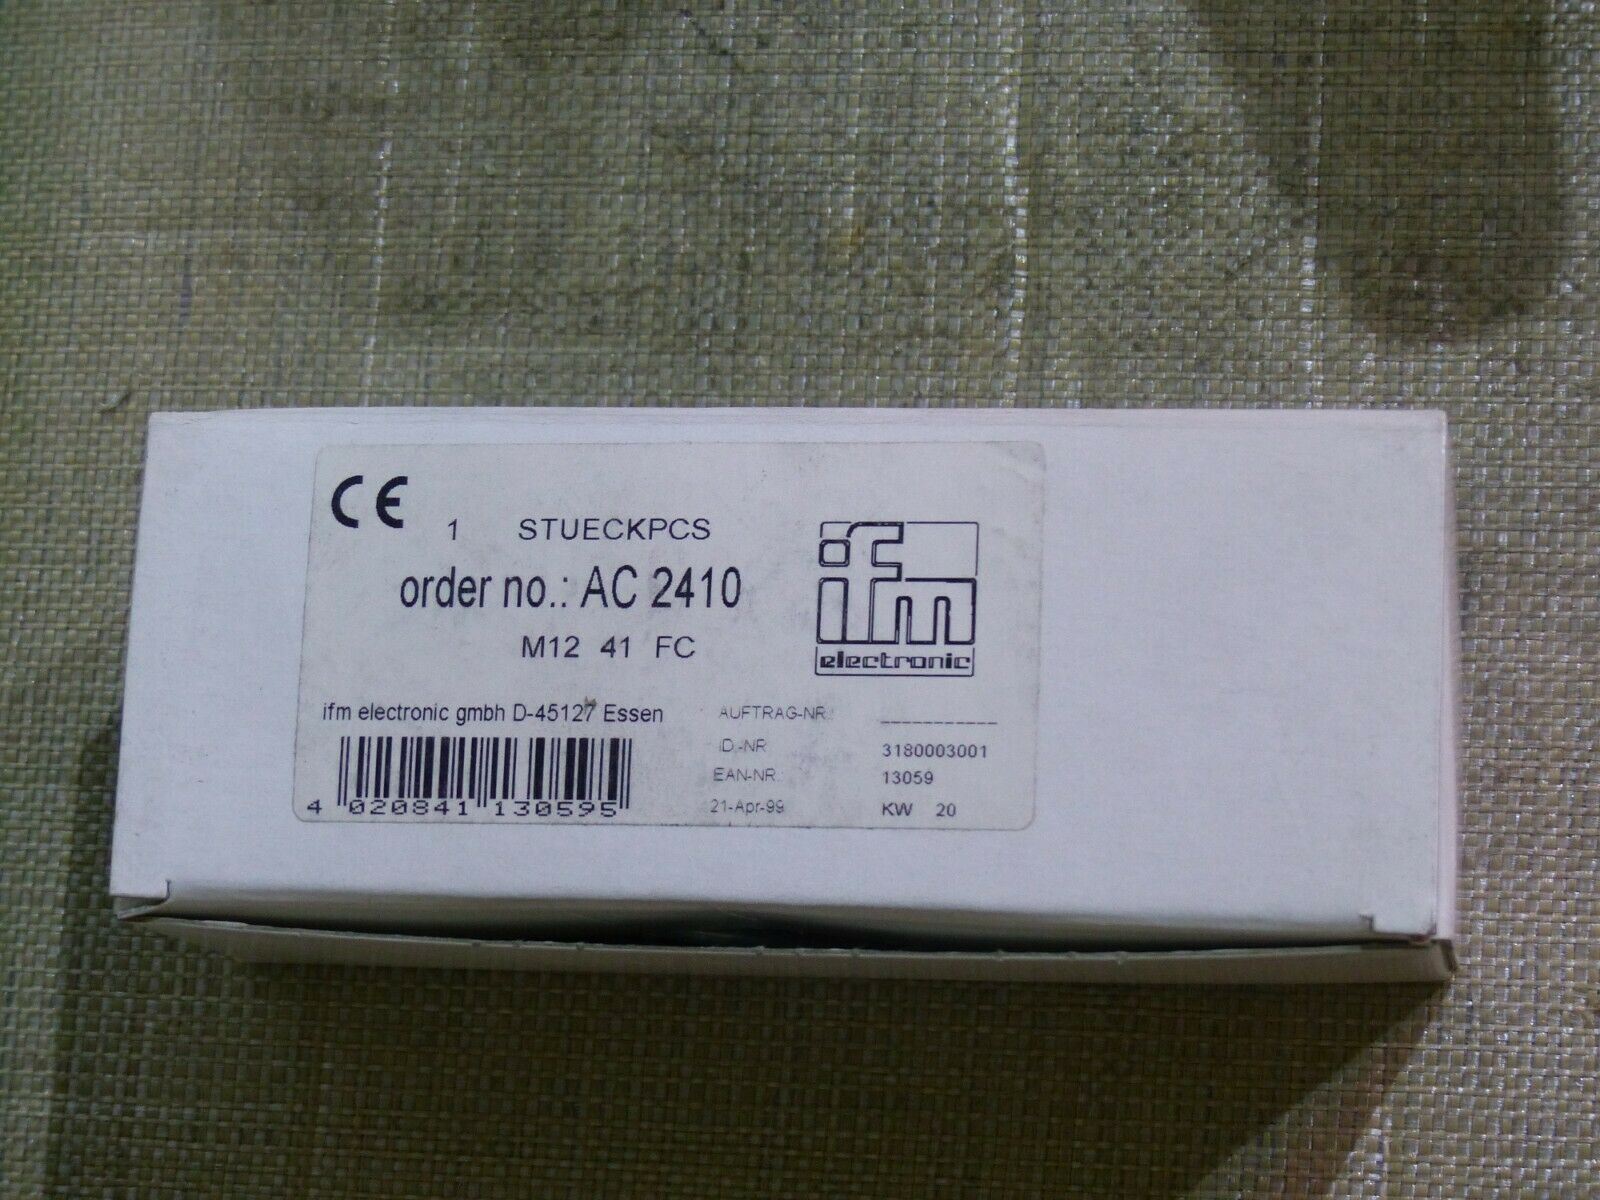 CE
1 STUECKPCS
order no.: AC 2410
M12 41 FC
ifm
electronic
ifm electronic gmbh D-45127 Essen
AUFTRAG-NR.: ___________
ID.-NR 3180003001
EAN-NR.: 13059
21-Apr-99 KW 20
4 020841 130595